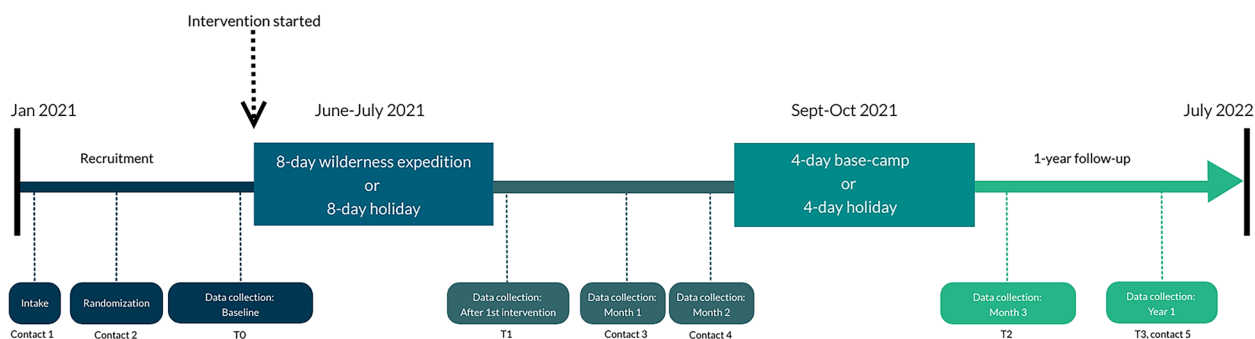 Intervention started
Jan 2021
June-July 2021
Sept-Oct 2021
July 2022
Recruitment
8-day wilderness expedition
or
8-day holiday
4-day base-camp
or
4-day holiday
1-year follow-up
Intake
Contact 1
Randomization
Contact 2
Data collection:
Baseline
T0
Data collection:
After 1st intervention
T1
Data collection:
Month 1
Contact 3
Data collection:
Month 2
Contact 4
Data collection:
Month 3
T2
Data collection:
Year 1
T3, contact 5